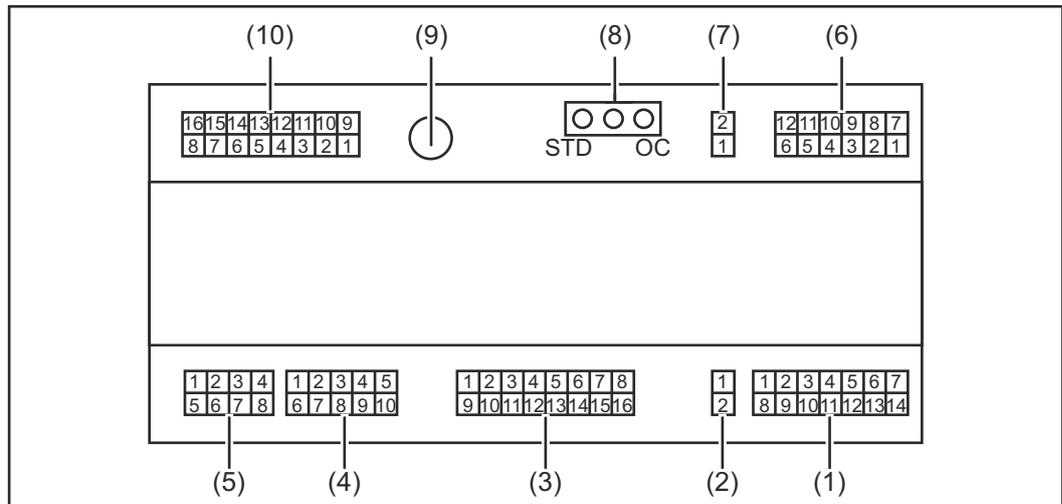 (10) (9) (8) (7) (6)
16 15 14 13 12 11 10 9
8 7 6 5 4 3 2 1
STD OC
2
1
12 11 10 9 8 7
6 5 4 3 2 1
1 2 3 4
5 6 7 8
1 2 3 4 5
6 7 8 9 10
1 2 3 4 5 6 7 8
9 10 11 12 13 14 15 16
1
2
1 2 3 4 5 6 7
8 9 10 11 12 13 14
(5) (4) (3) (2) (1)